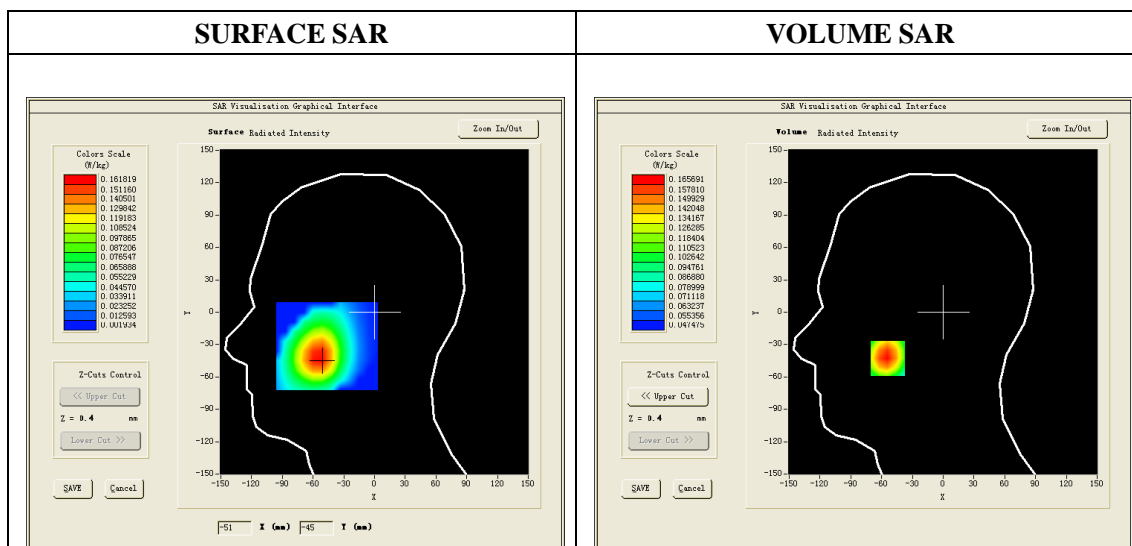 SURFACE SAR
VOLUME SAR
SAR Visualisation Graphical Interface
Surface Radiated Intensity
Zoom In/Out
Colors Scale
(W/kg)
0.161819
0.151160
0.140501
0.129842
0.119183
0.108524
0.097865
0.087206
0.076547
0.065888
0.055229
0.044570
0.033911
0.023252
0.012593
0.001934
Z-Cuts Control
<< Upper Cut
Z = 0.4 mm
Lower Cut >>
SAVE Cancel
150
120
90
60
30
Y 0
-30
-60
-90
-120
-150
-150 -120 -90 -60 -30 0 30 60 90 120 150
X
-51 X (mm) -45 Y (mm)
SAR Visualisation Graphical Interface
Volume Radiated Intensity
Zoom In/Out
Colors Scale
(W/kg)
0.165691
0.157810
0.149929
0.142048
0.134167
0.126285
0.118404
0.110523
0.102642
0.094761
0.086880
0.078999
0.071118
0.063237
0.055356
0.047475
Z-Cuts Control
<< Upper Cut
Z = 0.4 mm
Lower Cut >>
SAVE Cancel
150
120
90
60
30
Y 0
-30
-60
-90
-120
-150
-150 -120 -90 -60 -30 0 30 60 90 120 150
X